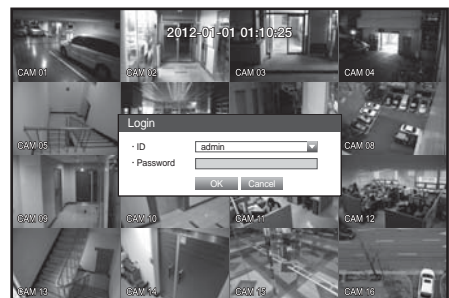 2012-01-01 01:10:25
CAM 01
CAM 02
CAM 03
CAM 04
Login
CAM 05
· ID
admin
CAM 08
· Password
OK
Cancel
CAM 09
CAM 10
CAM 11
CAM 12
CAM 13
CAM 14
CAM 15
CAM 16